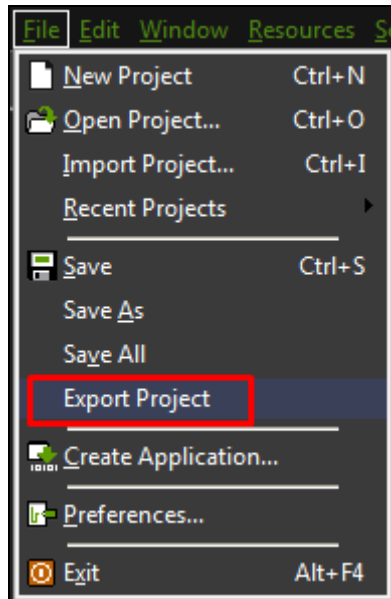 File Edit Window Resources
New Project Ctrl+N
Open Project... Ctrl+O
Import Project... Ctrl+I
Recent Projects
Save Ctrl+S
Save As
Save All
Export Project
Create Application...
Preferences...
Exit Alt+F4